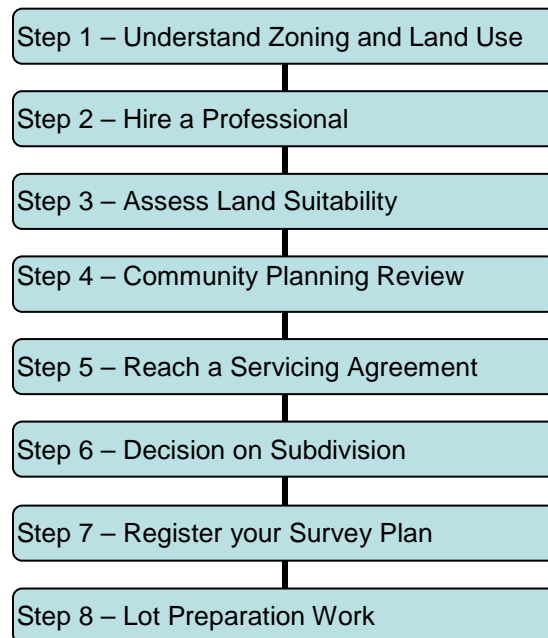 Step 1 – Understand Zoning and Land Use
Step 2 – Hire a Professional
Step 3 – Assess Land Suitability
Step 4 – Community Planning Review
Step 5 – Reach a Servicing Agreement
Step 6 – Decision on Subdivision
Step 7 – Register your Survey Plan
Step 8 – Lot Preparation Work